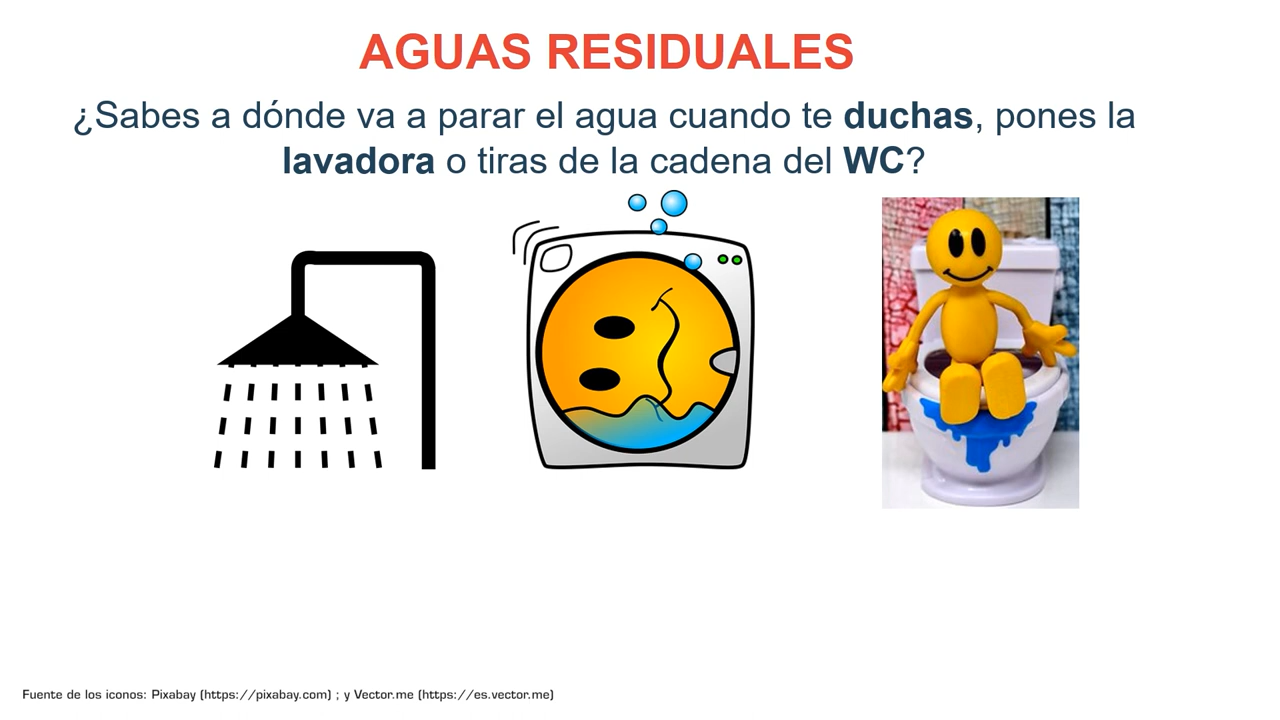 AGUAS RESIDUALES
¿Sabes a dónde va a parar el agua cuando te duchas, pones la
lavadora o tiras de la cadena del WC?
Fuente de los iconos: Pixabay (https://pixabay.com) ; y Vector.me (https://es.vector.me)